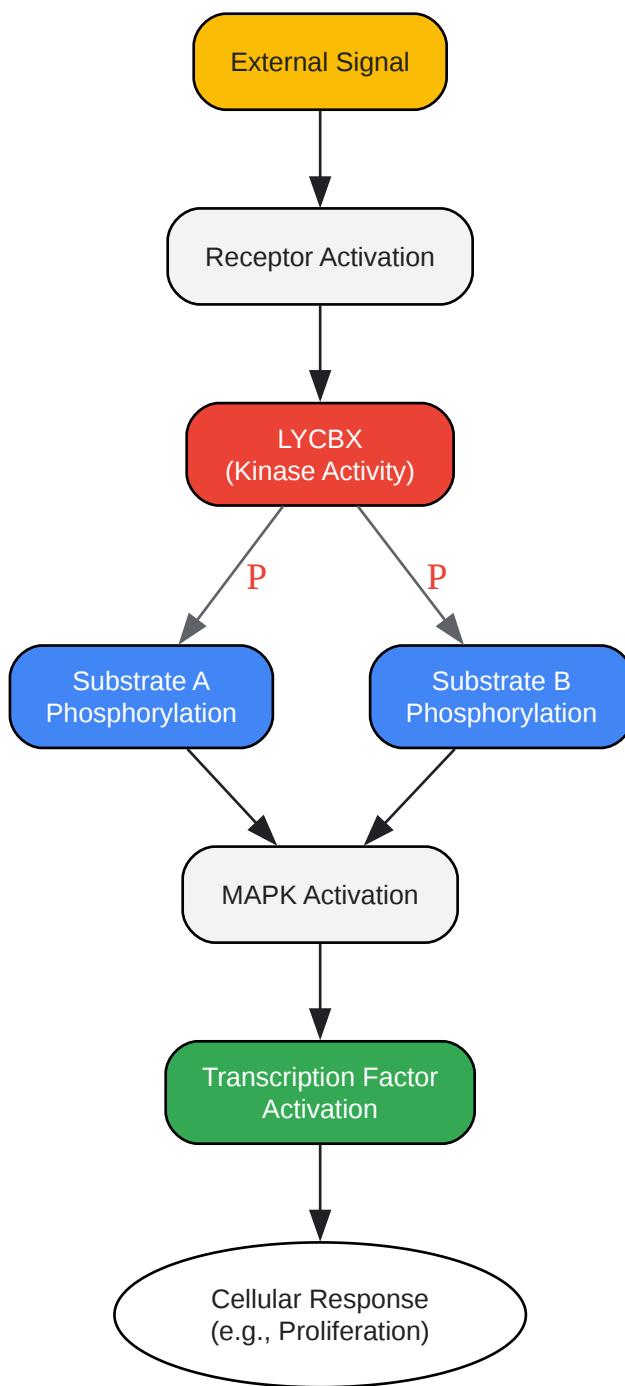 External Signal
Receptor Activation
LYCBX
(Kinase Activity)
P
P
Substrate A
Phosphorylation
Substrate B
Phosphorylation
MAPK Activation
Transcription Factor
Activation
Cellular Response
(e.g., Proliferation)